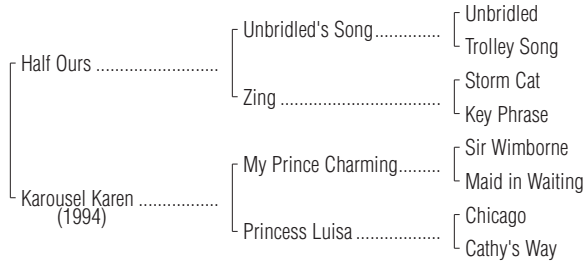 Unbridled
Unbridled's Song..............
Trolley Song
Half Ours .........................
Storm Cat
Zing .................................
Key Phrase
Sir Wimborne
My Prince Charming.........
Maid in Waiting
Karousel Karen ................
(1994)
Chicago
Princess Luisa .................
Cathy's Way